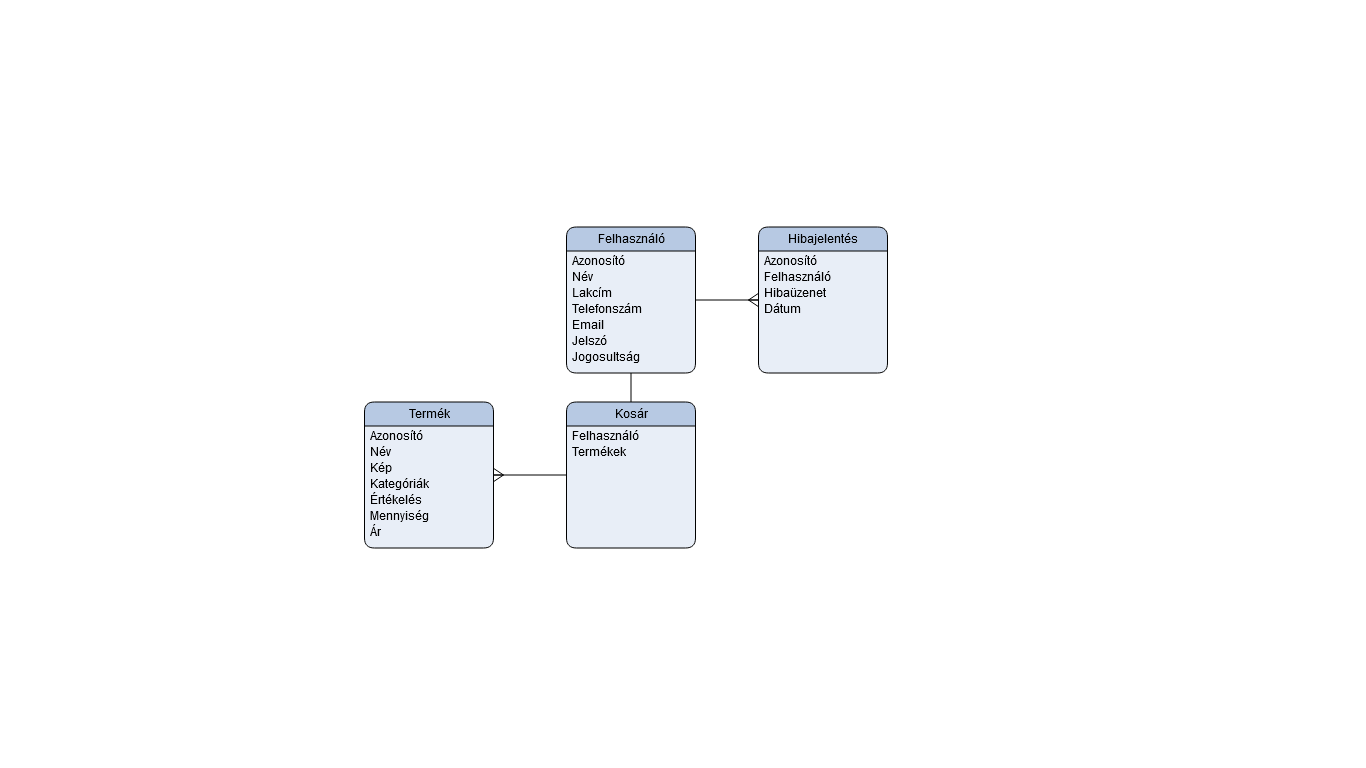 Felhasználó
Azonosító
Név
Lakcím
Telefonszám
Email
Jelszó
Jogosultság
Hibajelentés
Azonosító
Felhasználó
Hibaüzenet
Dátum
Termék
Azonosító
Név
Kép
Kategóriák
Értékelés
Mennyiség
Ár
Kosár
Felhasználó
Termékek